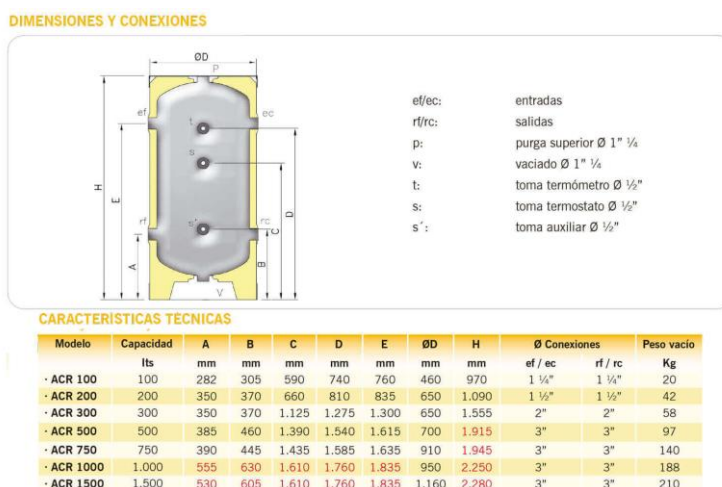 DIMENSIONES Y CONEXIONES
ØD
P
ef
ec
t
s
H
E
D
C
rf
s´
rc
A
B
V
ef/ec: entradas
rf/rc: salidas
p: purga superior Ø 1" ¼
v: vaciado Ø 1" ¼
t: toma termómetro Ø ½"
s: toma termostato Ø ½"
s´: toma auxiliar Ø ½"
CARACTERÍSTICAS TÉCNICAS
Modelo Capacidad A B C D E ØD H Ø Conexiones Peso vacío
lts mm mm mm mm mm mm mm ef / ec rf / rc Kg
· ACR 100 100 282 305 590 740 760 460 970 1 ¼" 1 ¼" 20
· ACR 200 200 350 370 660 810 835 650 1.090 1 ½" 1 ½" 42
· ACR 300 300 350 370 1.125 1.275 1.300 650 1.555 2" 2" 58
· ACR 500 500 385 460 1.390 1.540 1.615 700 1.915 3" 3" 97
· ACR 750 750 390 445 1.435 1.585 1.635 910 1.945 3" 3" 140
· ACR 1000 1.000 555 630 1.610 1.760 1.835 950 2.250 3" 3" 188
· ACR 1500 1.500 530 605 1.610 1.760 1.835 1.160 2.280 3" 3" 210